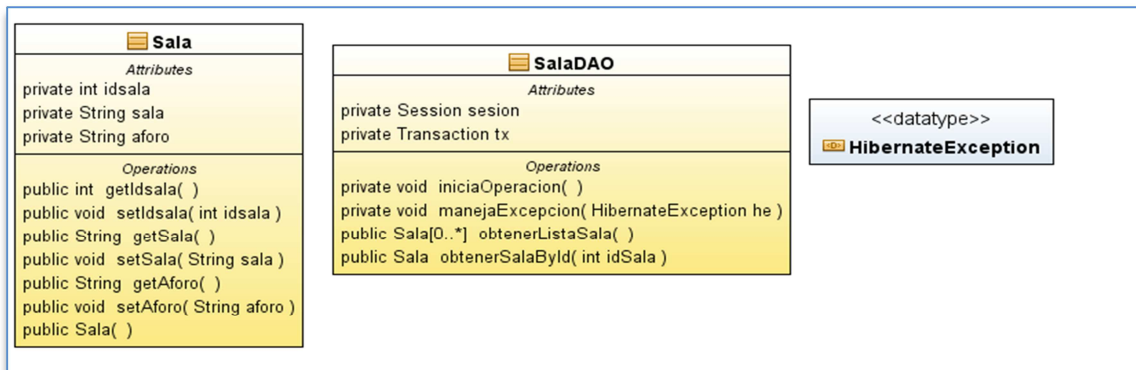 Sala
Attributes
private int idsala
private String sala
private String aforo
Operations
public int getIdsala( )
public void setIdsala( int idsala )
public String getSala( )
public void setSala( String sala )
public String getAforo( )
public void setAforo( String aforo )
public Sala( )
SalaDAO
Attributes
private Session sesion
private Transaction tx
Operations
private void iniciaOperacion( )
private void manejaExcepcion( HibernateException he )
public Sala[0..*] obtenerListaSala( )
public Sala obtenerSalaById( int idSala )
<<datatype>>
HibernateException